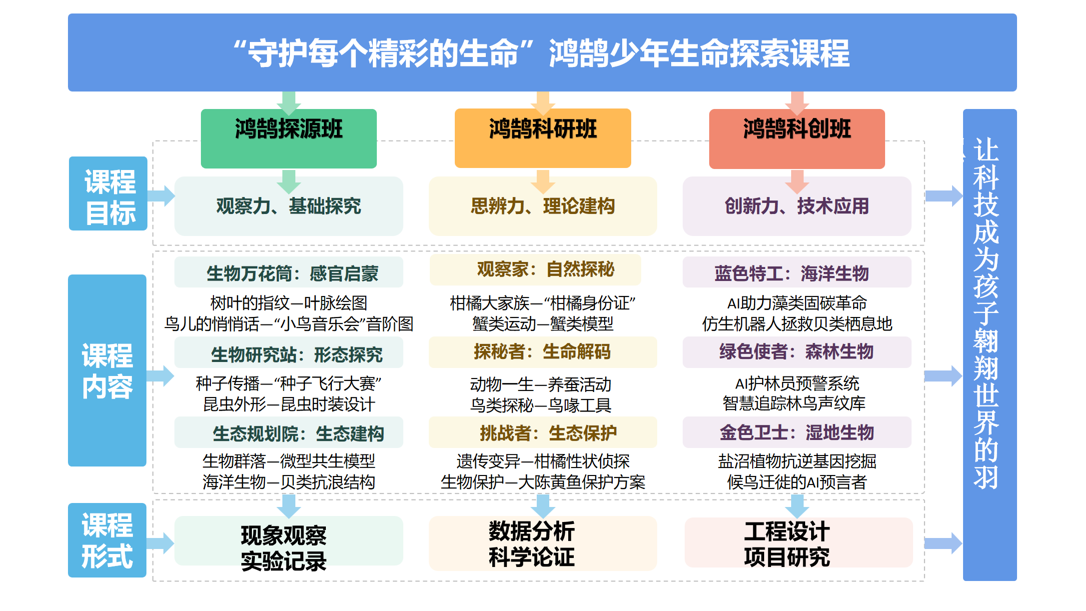 “守护每个精彩的生命”鸿鹄少年生命探索课程
鸿鹄探源班
鸿鹄科研班
鸿鹄科创班
课程
目标
观察力、基础探究
思辨力、理论建构
创新力、技术应用
课程
内容
生物万花筒：感官启蒙
树叶的指纹—叶脉绘图
鸟儿的悄悄话—“小鸟音乐会”音阶图
生物研究站：形态探究
种子传播—“种子飞行大赛”
昆虫外形—昆虫时装设计
生态规划院：生态建构
生物群落—微型共生模型
海洋生物—贝类抗浪结构
观察家：自然探秘
柑橘大家族—“柑橘身份证”
蟹类运动—蟹类模型
探秘者：生命解码
动物一生—养蚕活动
鸟类探秘—鸟喙工具
挑战者：生态保护
遗传变异—柑橘性状侦探
生物保护—大陈黄鱼保护方案
蓝色特工：海洋生物
AI助力藻类固碳革命
仿生机器人拯救贝类栖息地
绿色使者：森林生物
AI护林员预警系统
智慧追踪林鸟声纹库
金色卫士：湿地生物
盐沼植物抗逆基因挖掘
候鸟迁徙的AI预言者
课程
形式
现象观察
实验记录
数据分析
科学论证
工程设计
项目研究
让科技成为孩子翱翔世界的羽